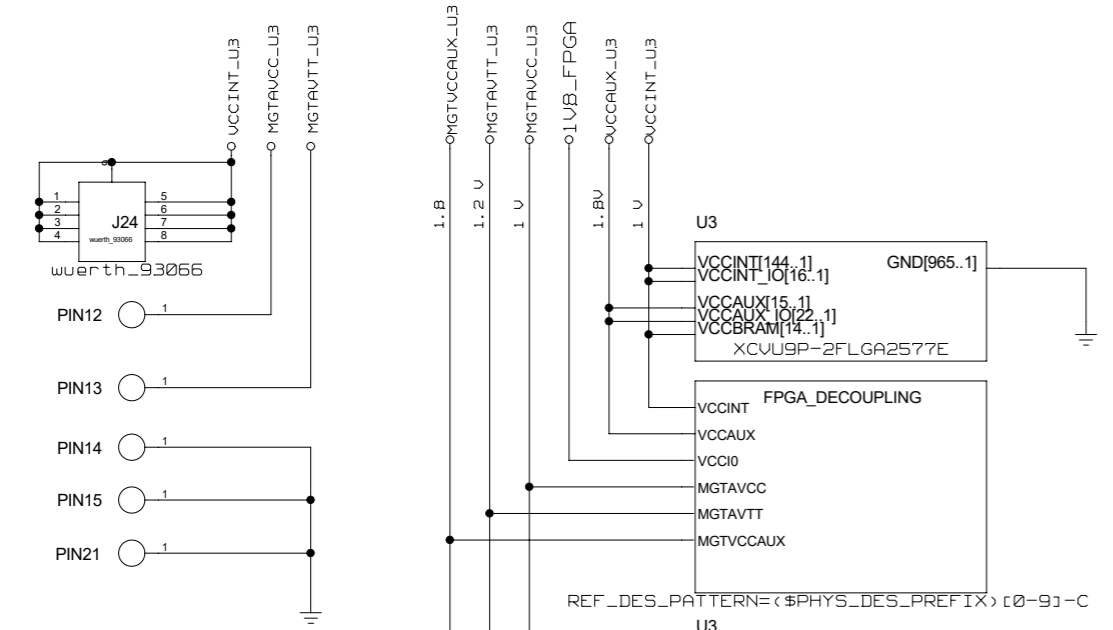 VCCINT_U3
MGTAVCC_U3
MGTAVTT_U3
MGTVCCAUX_U3
MGTAVTT_U3
MGTAVCC_U3
1V8_FPGA
VCCAUX_U3
VCCINT_U3
1.8
1.2 V
1 V
1.8V
1 V
1
2
3
4
J24
wuerth_93066
5
6
7
8
wuerth_93066
PIN12
1
PIN13
1
PIN14
1
PIN15
1
PIN21
1
U3
VCCINT[144..1]
GND[965..1]
VCCINT_IO[16..1]
VCCAUX[15..1]
VCCAUX_IO[22..1]
VCCBRAM[14..1]
XCVU9P-2FLGA2577E
FPGA_DECOUPLING
VCCINT
VCCAUX
VCCIO
MGTAVCC
MGTAVTT
MGTVCCAUX
REF_DES_PATTERN=($PHYS_DES_PREFIX)[0-9]-C
U3